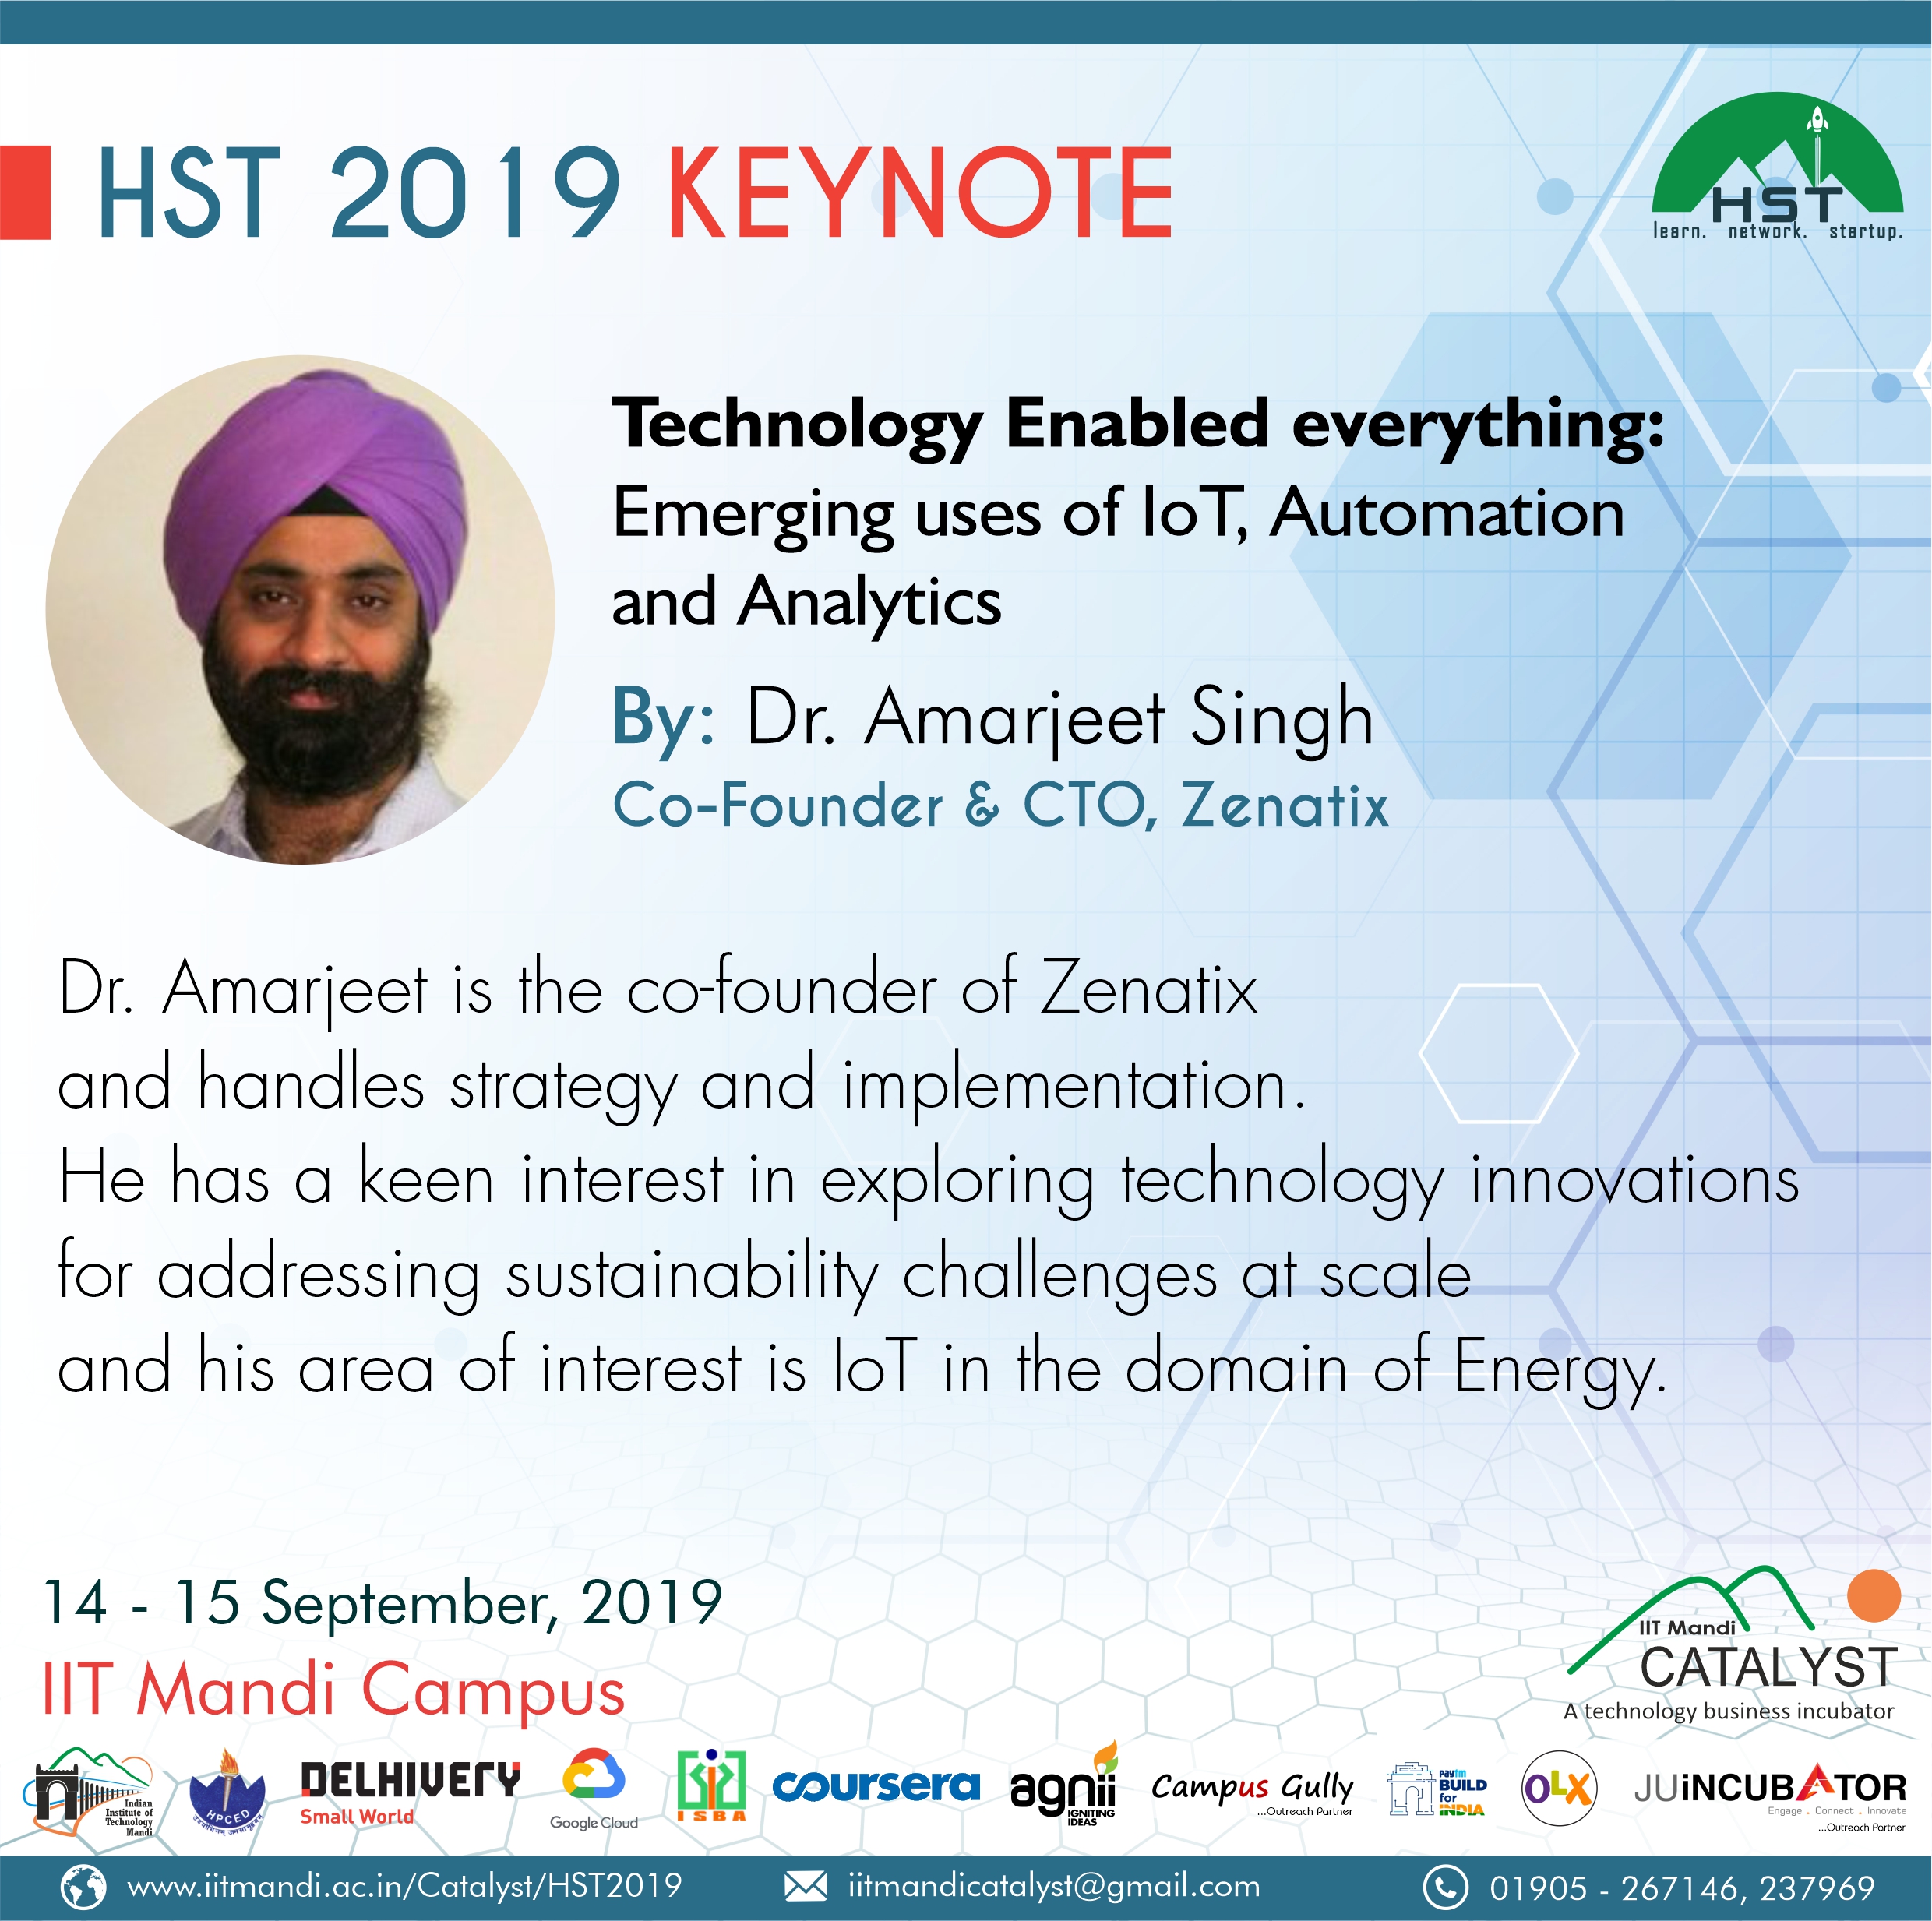 HST 2019 KEYNOTE
HST
learn. network. startup.
Technology Enabled everything:
Emerging uses of IoT, Automation
and Analytics
By: Dr. Amarjeet Singh
Co-Founder & CTO, Zenatix
Dr. Amarjeet is the co-founder of Zenatix
and handles strategy and implementation.
He has a keen interest in exploring technology innovations
for addressing sustainability challenges at scale
and his area of interest is IoT in the domain of Energy.
14 - 15 September, 2019
IIT Mandi Campus
IIT Mandi
CATALYST
A technology business incubator
Indian
Institute of
Technology
Mandi
HPCED
DELHIVERY
Small World
Google Cloud
ISBA
coursera
agnii
IGNITING
IDEAS
Campus Gully
...Outreach Partner
paytm
BUILD
for
INDIA
OLX
JUiNCUBATOR
Engage . Connect . Innovate
...Outreach Partner
www.iitmandi.ac.in/Catalyst/HST2019
iitmandicatalyst@gmail.com
01905 - 267146, 237969